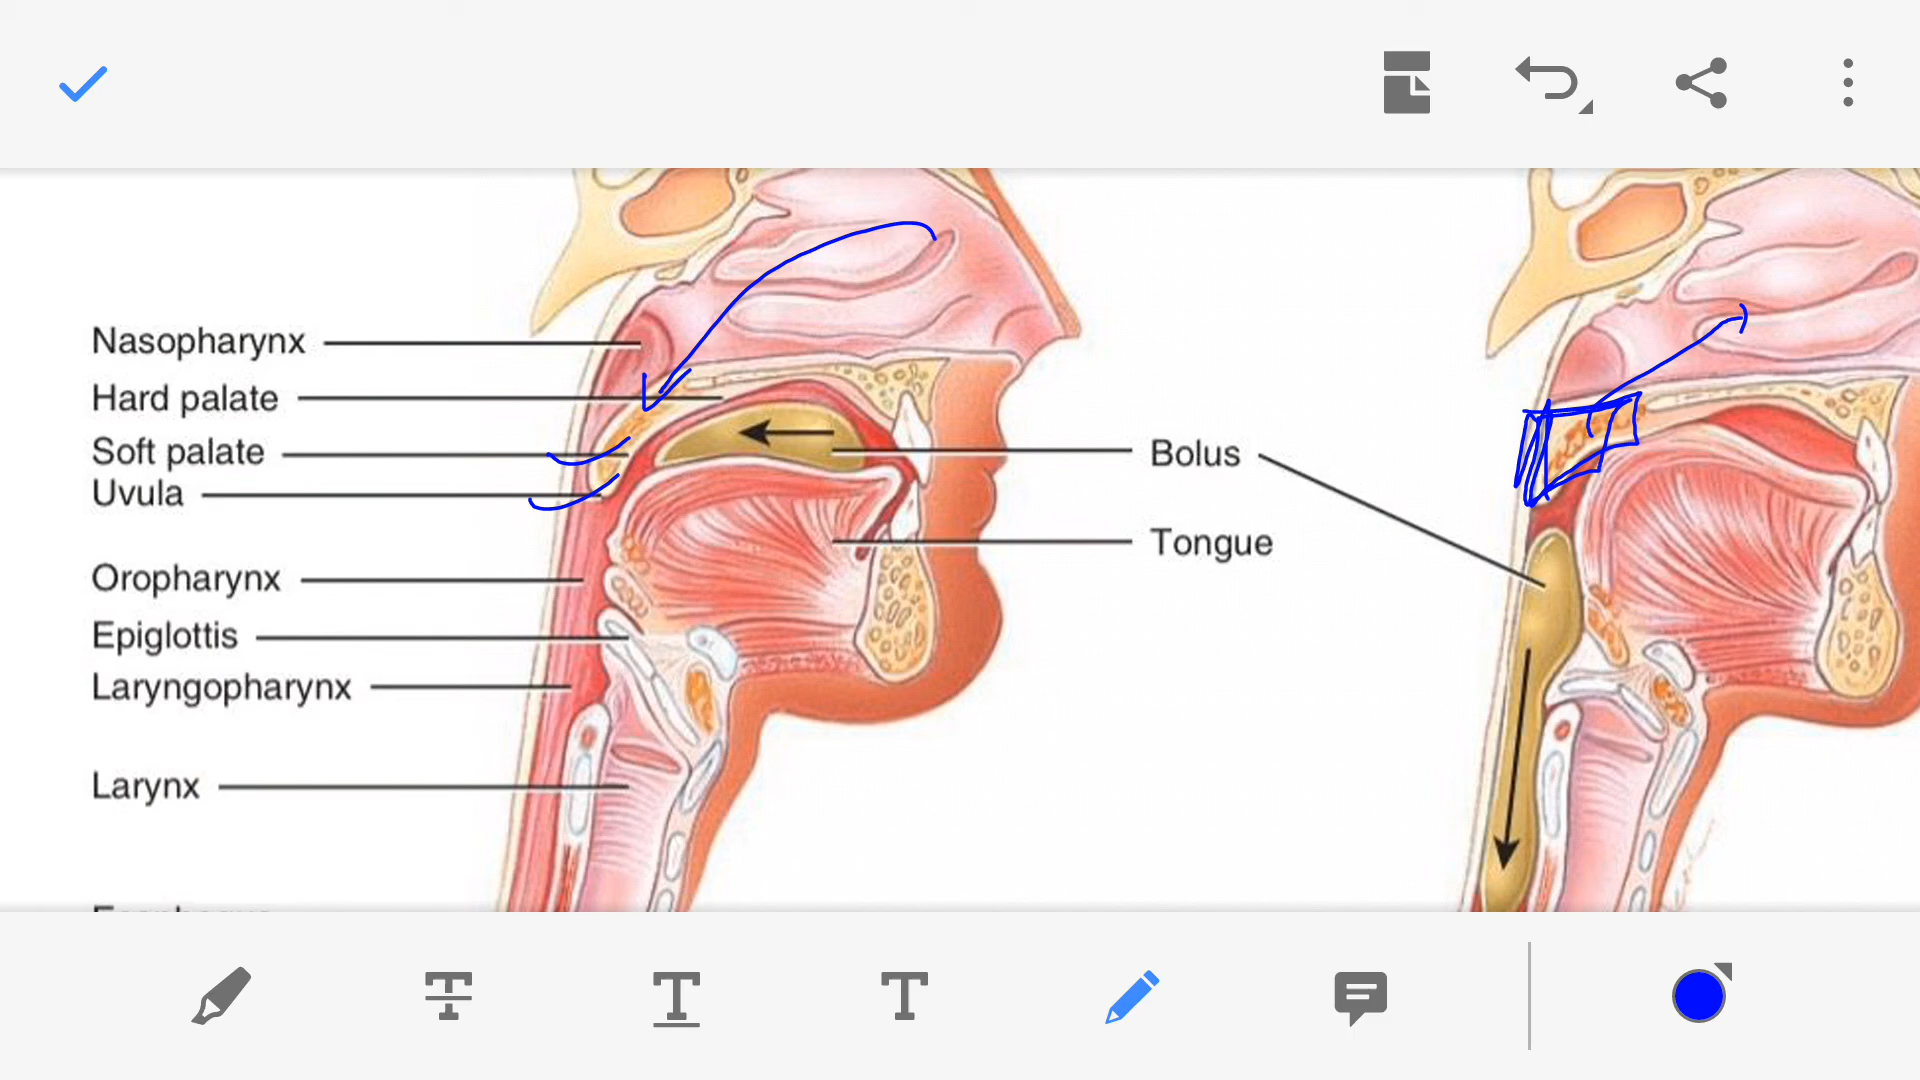 Nasopharynx
Hard palate
Soft palate
Uvula
Oropharynx
Epiglottis
Laryngopharynx
Larynx
Bolus
Tongue